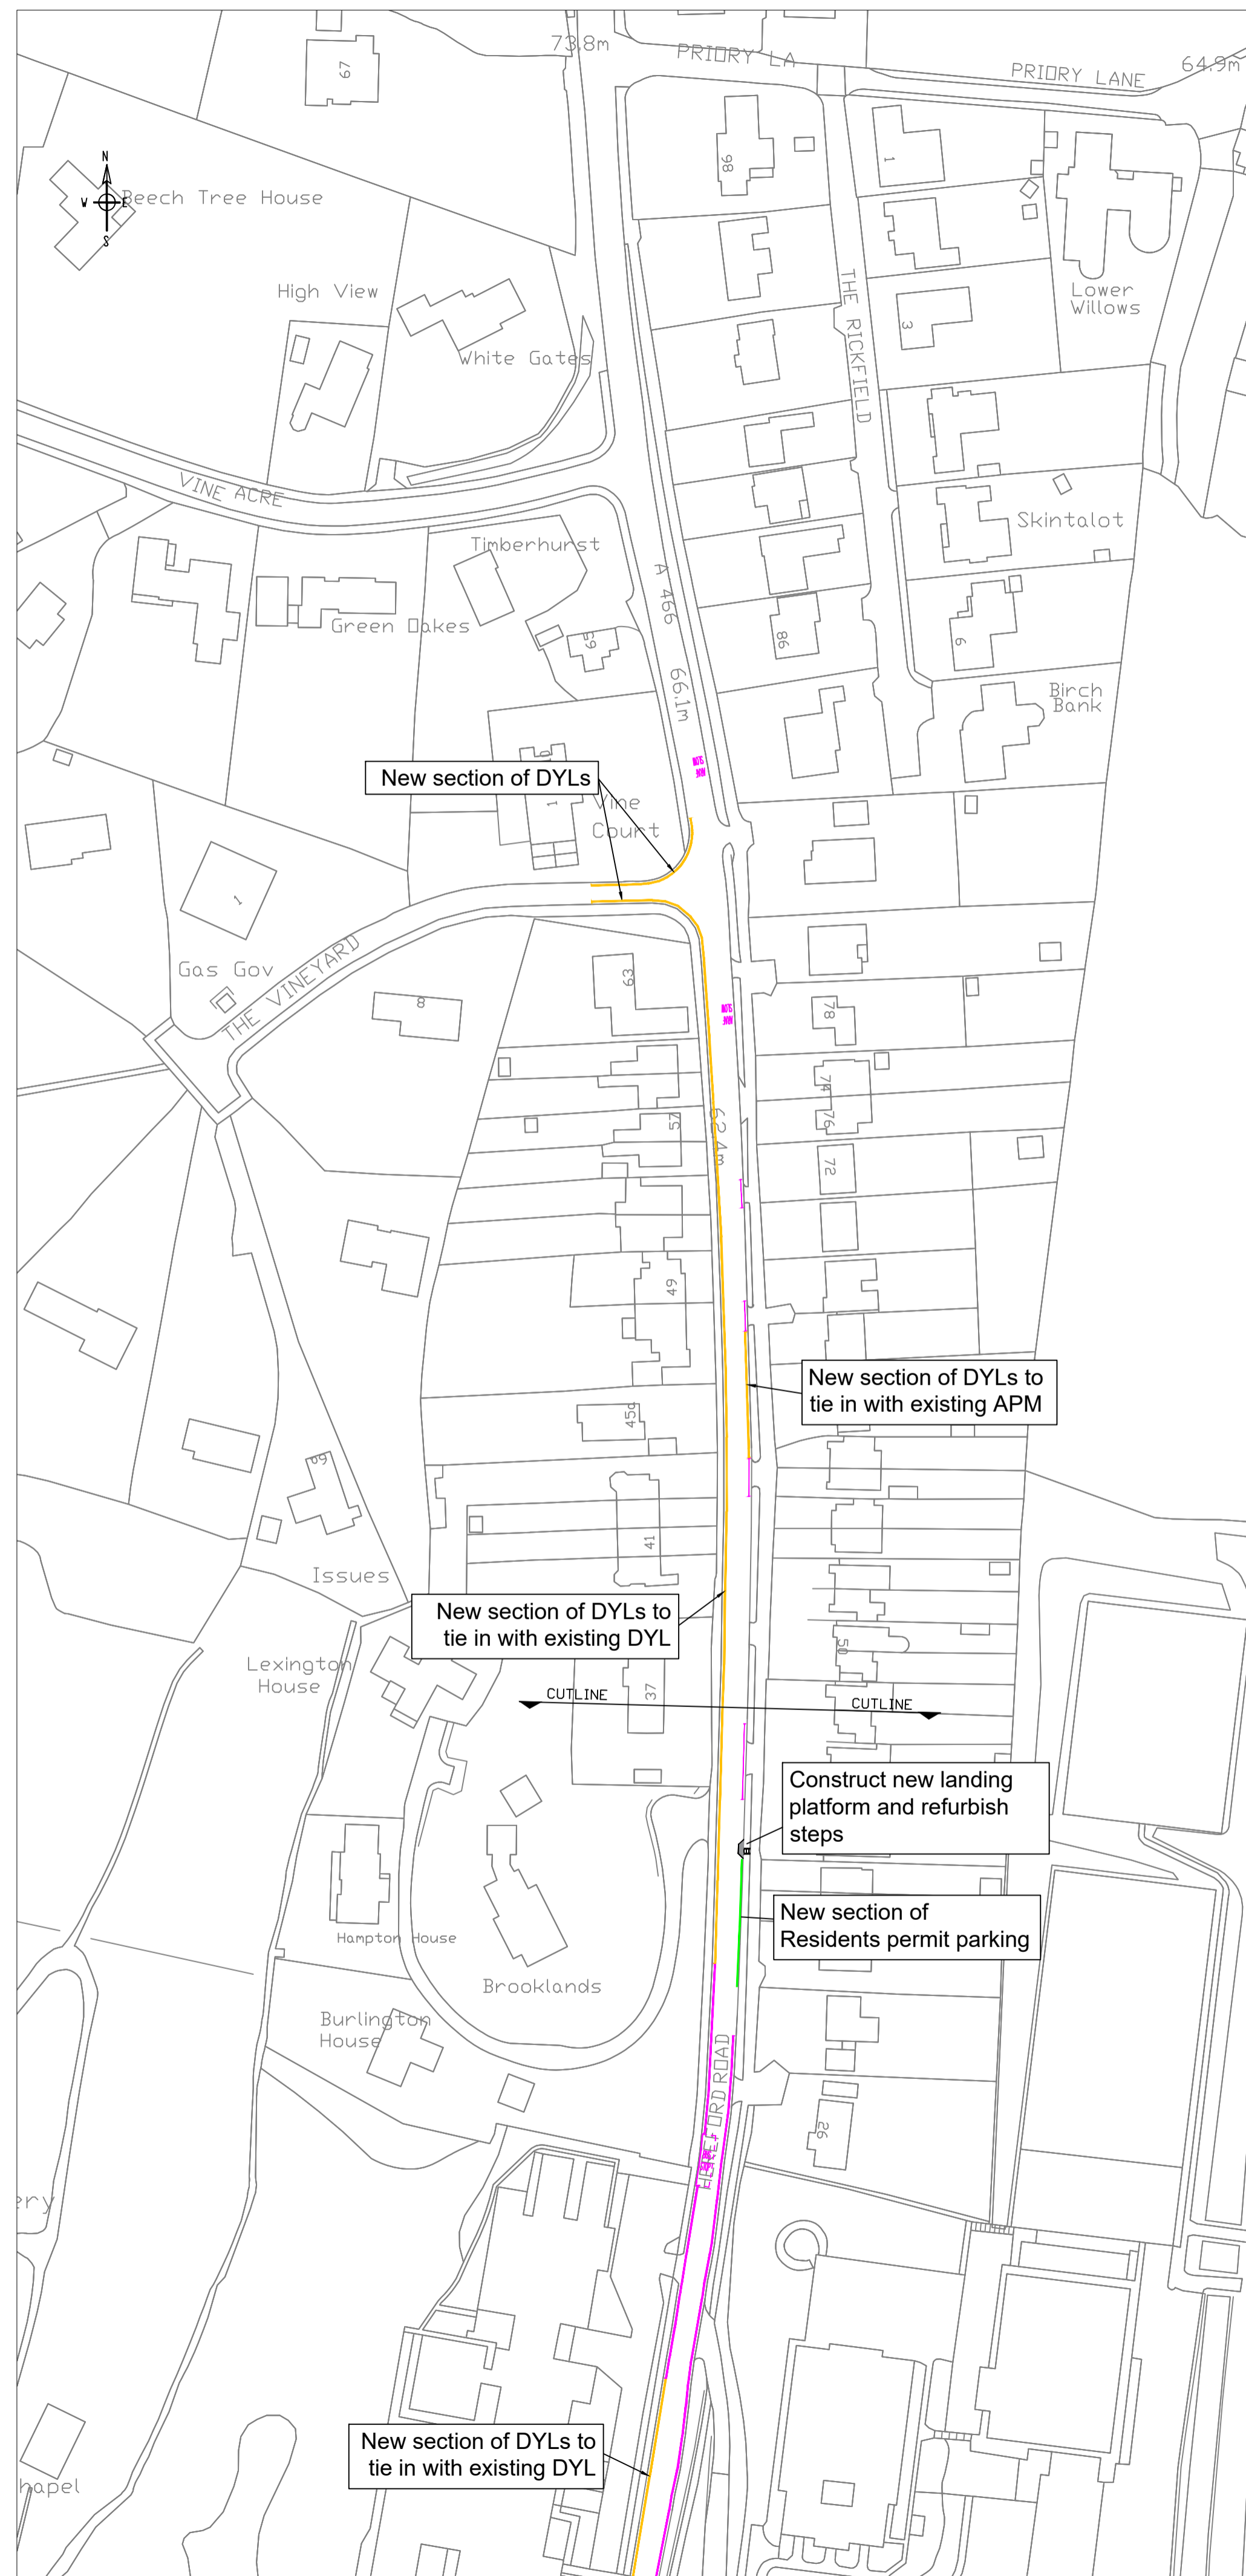 73.8m
PRIORY LA
PRIORY LANE
64.9m
67
98
1
N
W E
S
Beech Tree House
High View
White Gates
THE RICKFIELD
3
Lower
Willows
VINE ACRE
Timberhurst
Skintalot
A 466
Green Oakes
59
86
6
66.1m
Birch
Bank
SLOW
New section of DYLs
1
Vine
Court
1
THE VINEYARD
Gas Gov
8
63
78
SLOW
74
76
57
62.4m
72
49
New section of DYLs to
tie in with existing APM
45a
69
41
Issues
New section of DYLs to
tie in with existing DYL
50
Lexington
House
37
CUTLINE
CUTLINE
Construct new landing
platform and refurbish
steps
New section of
Residents permit parking
Hampton House
Brooklands
Burlington
House
HEREFORD ROAD
26
ery
New section of DYLs to
tie in with existing DYL
hapel